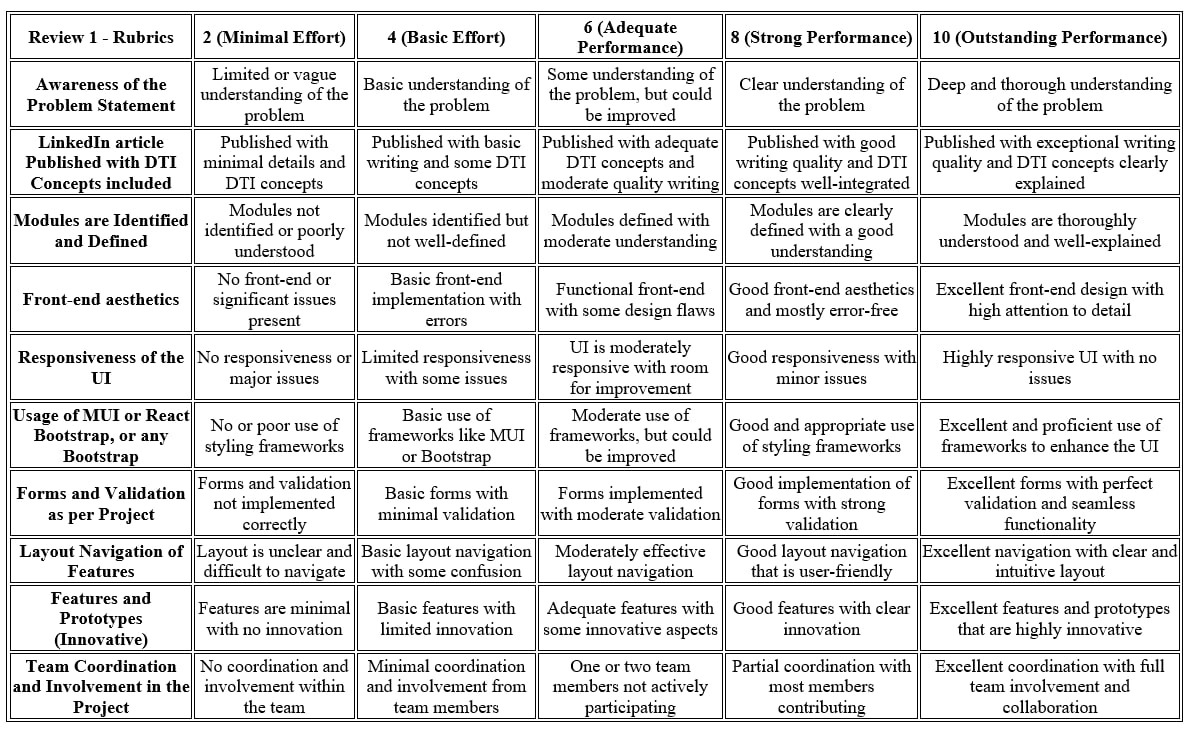 Review 1 - Rubrics
2 (Minimal Effort)
4 (Basic Effort)
6 (Adequate
Performance)
8 (Strong Performance)
10 (Outstanding Performance)
Awareness of the
Problem Statement
Limited or vague
understanding of the
problem
Basic understanding of
the problem
Some understanding of
the problem, but could
be improved
Clear understanding of
the problem
Deep and thorough understanding
of the problem
LinkedIn article
Published with DTI
Concepts included
Published with
minimal details and
DTI concepts
Published with basic
writing and some DTI
concepts
Published with adequate
DTI concepts and
moderate quality writing
Published with good
writing quality and DTI
concepts well-integrated
Published with exceptional writing
quality and DTI concepts clearly
explained
Modules are Identified
and Defined
Modules not
identified or poorly
understood
Modules identified but
not well-defined
Modules defined with
moderate understanding
Modules are clearly
defined with a good
understanding
Modules are thoroughly
understood and well-explained
Front-end aesthetics
No front-end or
significant issues
present
Basic front-end
implementation with
errors
Functional front-end
with some design flaws
Good front-end aesthetics
and mostly error-free
Excellent front-end design with
high attention to detail
Responsiveness of the
UI
No responsiveness or
major issues
Limited responsiveness
with some issues
UI is moderately
responsive with room
for improvement
Good responsiveness with
minor issues
Highly responsive UI with no
issues
Usage of MUI or React
Bootstrap, or any
Bootstrap
No or poor use of
styling frameworks
Basic use of
frameworks like MUI
or Bootstrap
Moderate use of
frameworks, but could
be improved
Good and appropriate use
of styling frameworks
Excellent and proficient use of
frameworks to enhance the UI
Forms and Validation
as per Project
Forms and validation
not implemented
correctly
Basic forms with
minimal validation
Forms implemented
with moderate validation
Good implementation of
forms with strong
validation
Excellent forms with perfect
validation and seamless
functionality
Layout Navigation of
Features
Layout is unclear and
difficult to navigate
Basic layout navigation
with some confusion
Moderately effective
layout navigation
Good layout navigation
that is user-friendly
Excellent navigation with clear and
intuitive layout
Features and
Prototypes
(Innovative)
Features are minimal
with no innovation
Basic features with
limited innovation
Adequate features with
some innovative aspects
Good features with clear
innovation
Excellent features and prototypes
that are highly innovative
Team Coordination
and Involvement in the
Project
No coordination and
involvement within
the team
Minimal coordination
and involvement from
team members
One or two team
members not actively
participating
Partial coordination with
most members
contributing
Excellent coordination with full
team involvement and
collaboration